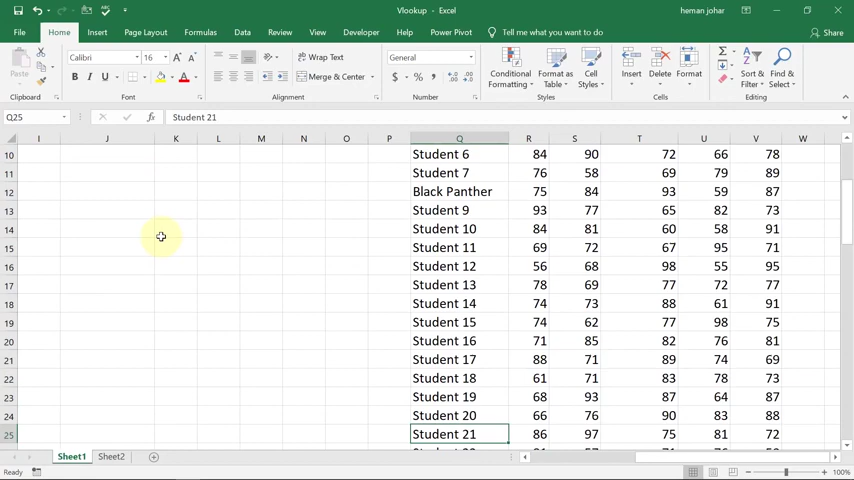 Vlookup - Excel
heman johar
File Home Insert Page Layout Formulas Data Review View Developer Help Power Pivot Tell me what you want to do Share
Paste
Calibri 16
Wrap Text
General
Merge & Center
Conditional Formatting
Format as Table
Cell Styles
Insert
Delete
Format
Sort & Filter
Find & Select
Clipboard Font Alignment Number Styles Cells Editing
Q25 fx Student 21
I J K L M N O P Q R S T U V W
10 Student 6 84 90 72 66 78
11 Student 7 76 58 69 79 89
12 Black Panther 75 84 93 59 87
13 Student 9 93 77 65 82 73
14 Student 10 84 81 60 58 91
15 Student 11 69 72 67 95 71
16 Student 12 56 68 98 55 95
17 Student 13 78 69 77 72 77
18 Student 14 74 73 88 61 91
19 Student 15 74 62 77 98 75
20 Student 16 71 85 82 76 81
21 Student 17 88 71 89 74 69
22 Student 18 61 71 83 78 73
23 Student 19 68 93 87 64 87
24 Student 20 66 76 90 83 88
25 Student 21 86 97 75 81 72
Sheet1 Sheet2
Ready 100%